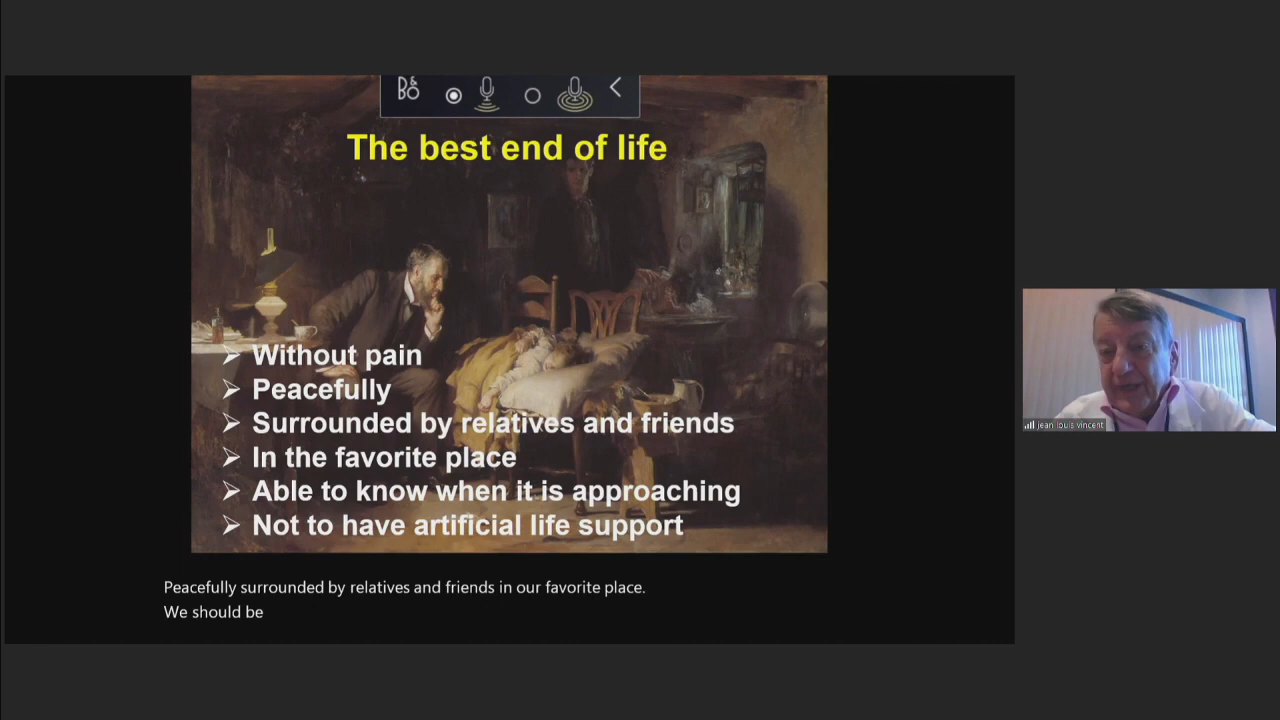 B&O
The best end of life
➢ Without pain
➢ Peacefully
➢ Surrounded by relatives and friends
➢ In the favorite place
➢ Able to know when it is approaching
➢ Not to have artificial life support
jean louis vincent
Peacefully surrounded by relatives and friends in our favorite place.
We should be